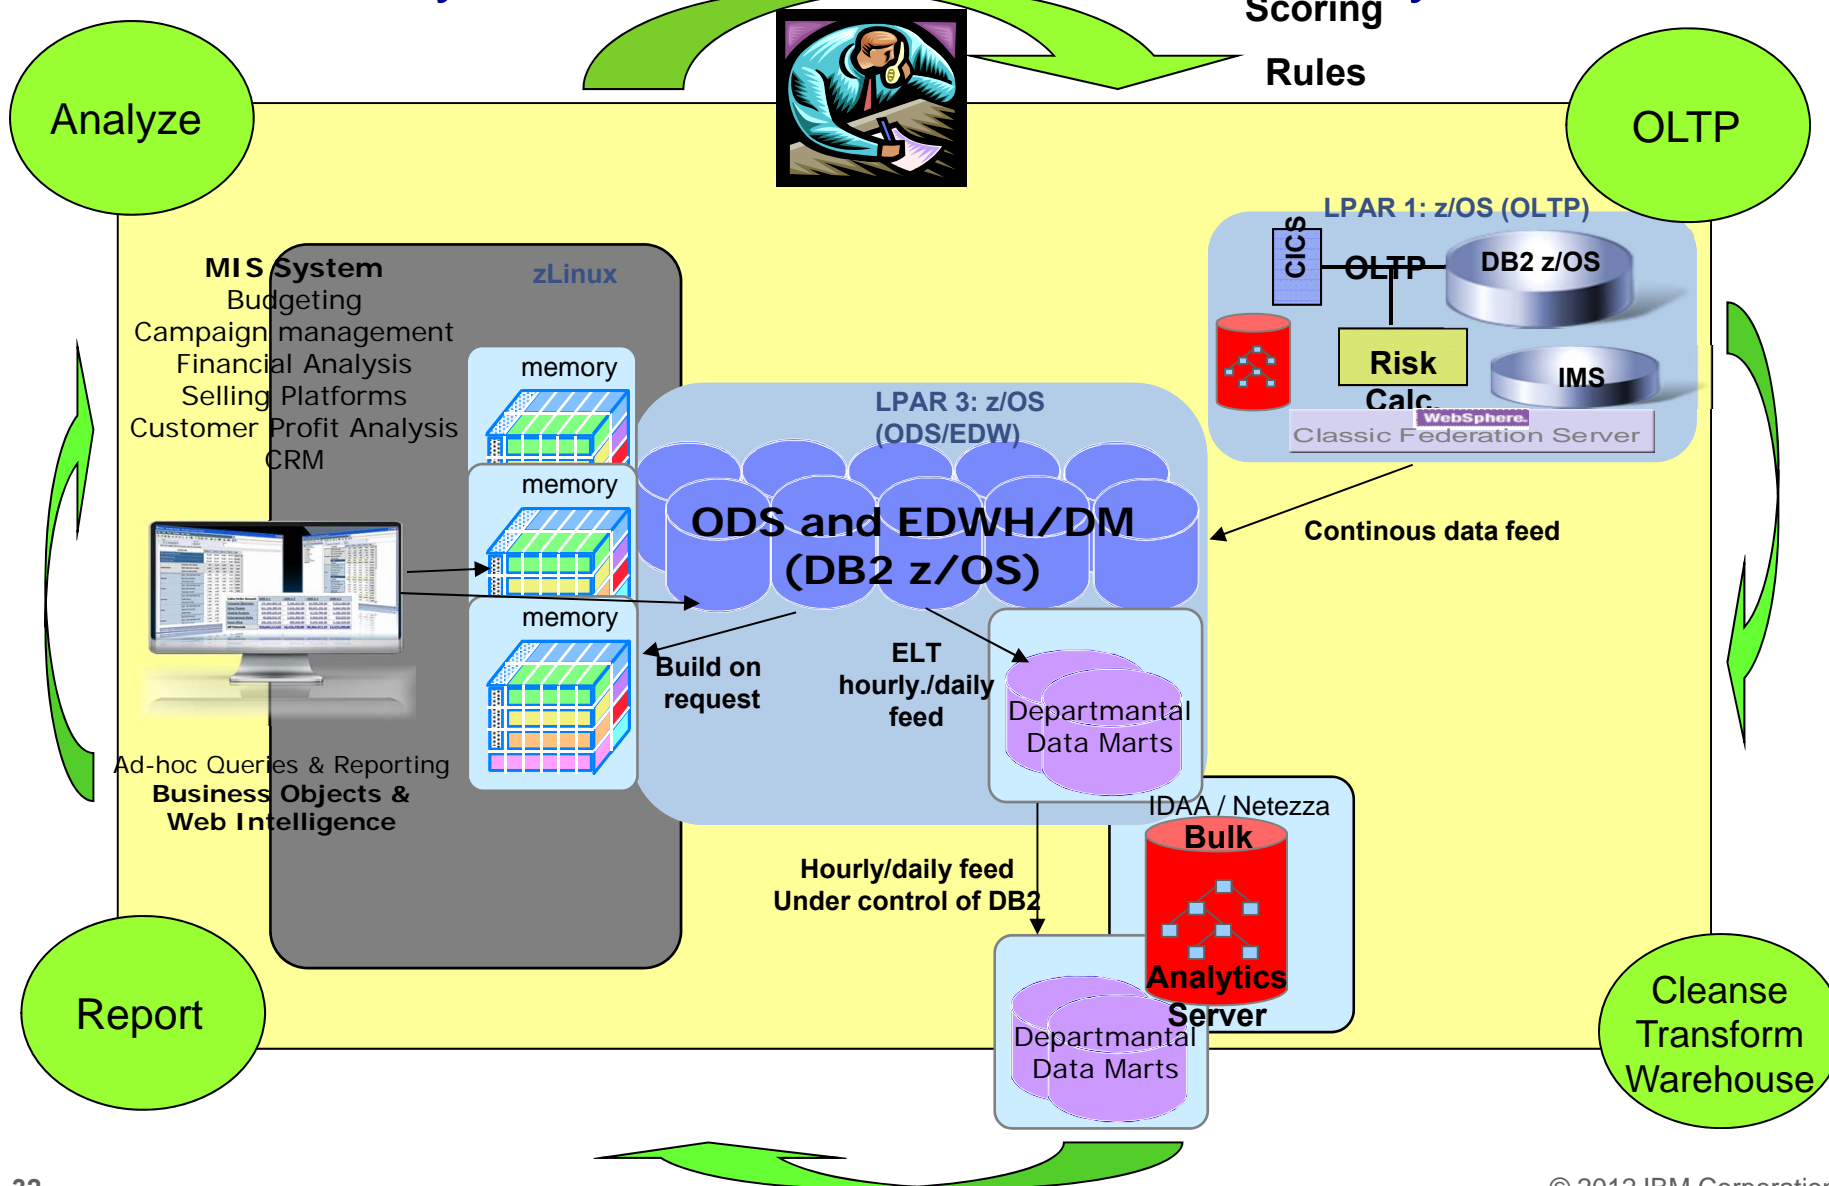 Scoring
Rules
Analyze
OLTP
LPAR 1: z/OS (OLTP)
CICS
OLTP
DB2 z/OS
Risk
Calc.
IMS
WebSphere.
Classic Federation Server
MIS System
Budgeting
Campaign management
Financial Analysis
Selling Platforms
Customer Profit Analysis
CRM
zLinux
memory
memory
memory
LPAR 3: z/OS
(ODS/EDW)
ODS and EDWH/DM
(DB2 z/OS)
Continous data feed
Build on
request
ELT
hourly./daily
feed
Departmantal
Data Marts
Ad-hoc Queries & Reporting
Business Objects &
Web Intelligence
IDAA / Netezza
Bulk
Analytics
Server
Hourly/daily feed
Under control of DB2
Departmantal
Data Marts
Report
Cleanse
Transform
Warehouse
32
© 2012 IBM Corporation